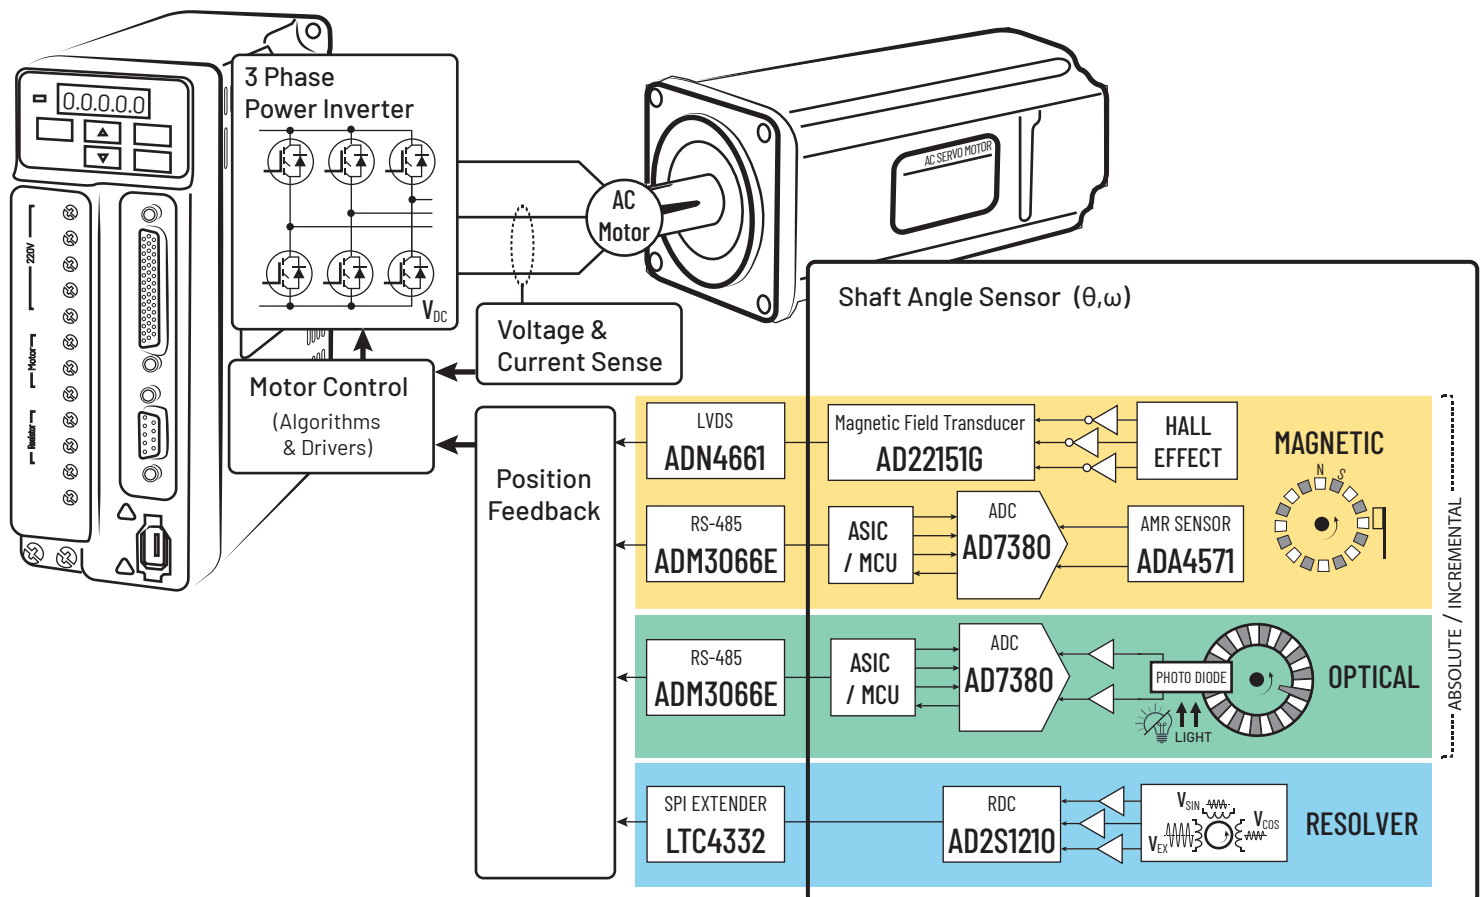 3 Phase
Power Inverter
0.0.0.0.0
220V
Motor
Resistor
V_DC
AC
Motor
AC SERVO MOTOR
Voltage &
Current Sense
Motor Control
(Algorithms
& Drivers)
Position
Feedback
Shaft Angle Sensor (θ,ω)
LVDS
ADN4661
Magnetic Field Transducer
AD22151G
HALL
EFFECT
MAGNETIC
N S
RS-485
ADM3066E
ASIC
/ MCU
ADC
AD7380
AMR SENSOR
ADA4571
RS-485
ADM3066E
ASIC
/ MCU
ADC
AD7380
PHOTO DIODE
LIGHT
OPTICAL
ABSOLUTE / INCREMENTAL
SPI EXTENDER
LTC4332
RDC
AD2S1210
V_SIN
V_COS
V_EX
RESOLVER